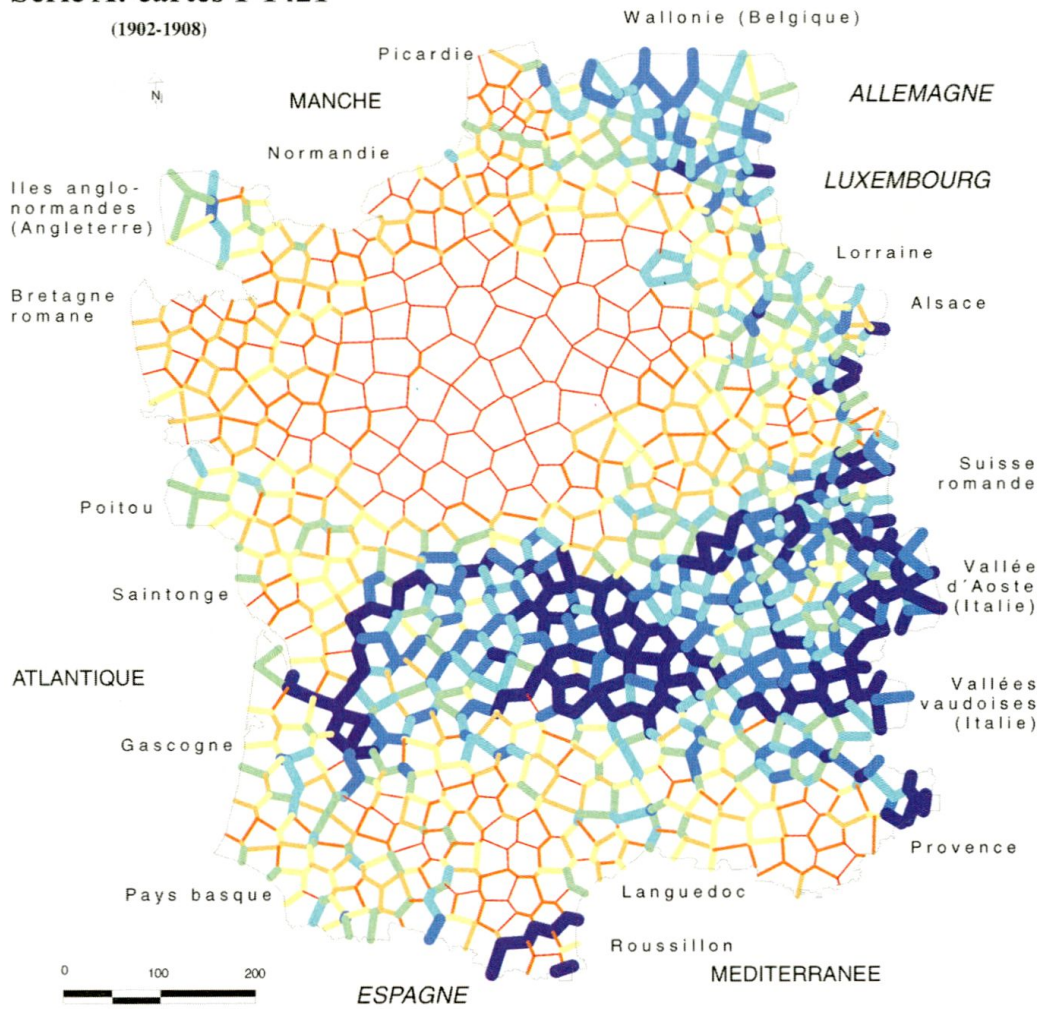 (1902-1908)
Wallonie (Belgique)
Picardie
N
MANCHE
ALLEMAGNE
Normandie
LUXEMBOURG
Iles anglo-
normandes
(Angleterre)
Lorraine
Bretagne
romane
Alsace
Suisse
romande
Poitou
Vallée
d'Aoste
(Italie)
Saintonge
ATLANTIQUE
Vallées
vaudoises
(Italie)
Gascogne
Provence
Pays basque
Languedoc
Roussillon
MEDITERRANEE
ESPAGNE
0 100 200